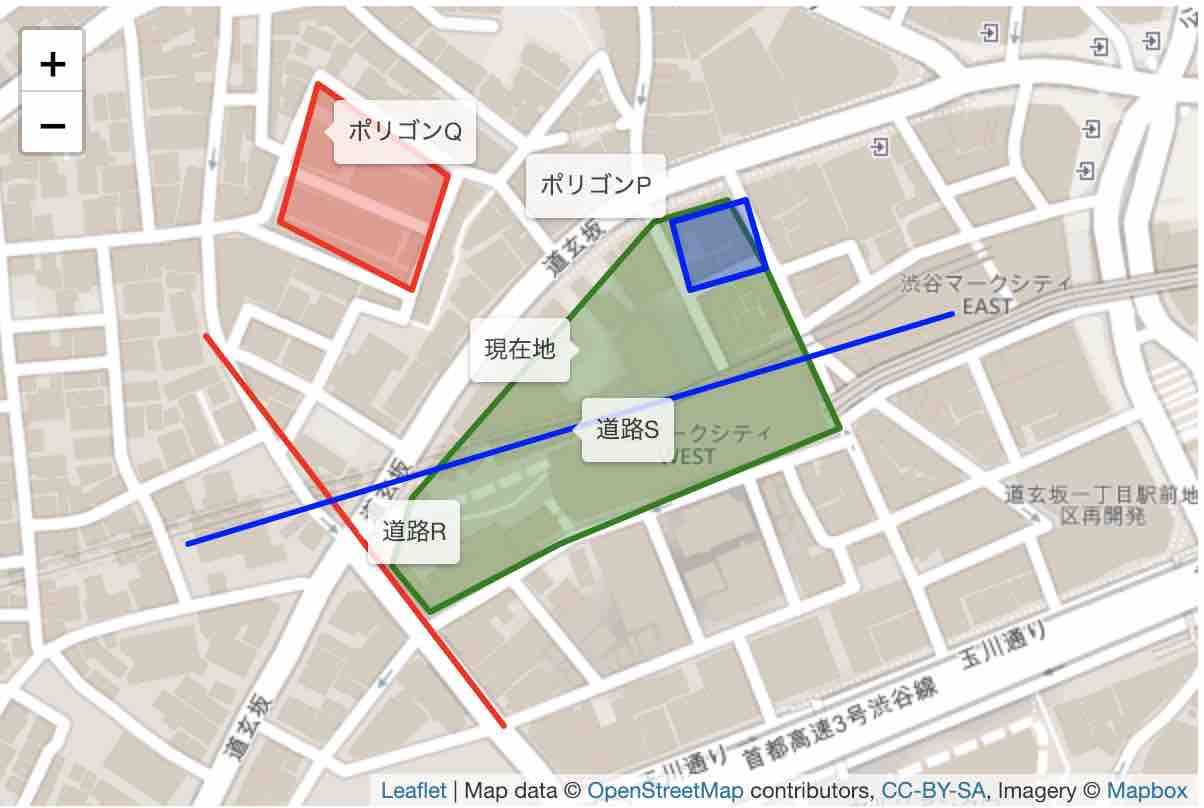 +
−
ポリゴンQ
ポリゴンP
道玄坂
渋谷マークシティ
EAST
現在地
道路S
ークシティ
WEST
道玄坂
道路R
道玄坂一丁目駅前地
区再開発
玉川通り
道玄坂
首都高速3号渋谷線
玉川通り
Leaflet | Map data © OpenStreetMap contributors, CC-BY-SA, Imagery © Mapbox